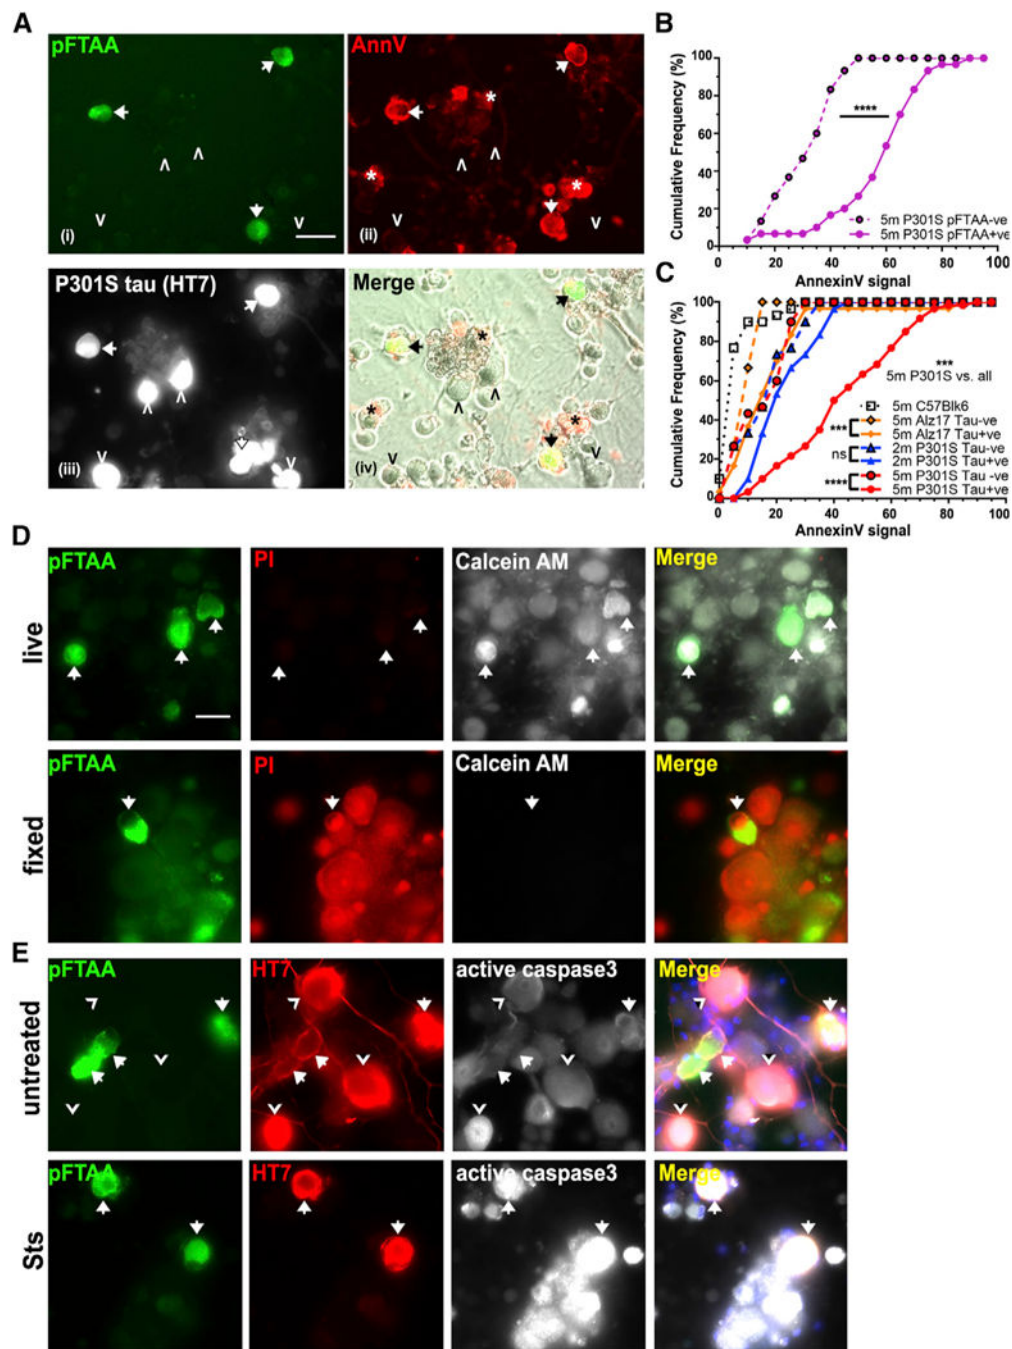 A
pFTAA
(i)
AnnV
* * * *
(ii)
P301S tau (HT7)
(iii)
Merge
* * *
(iv)
B
Cumulative Frequency (%)
100
80
60
40
20
0
****
5m P301S pFTAA-ve
5m P301S pFTAA+ve
0 20 40 60 80 100
AnnexinV signal
C
Cumulative Frequency (%)
100
80
60
40
20
0
***
5m P301S vs. all
5m C57Blk6
5m Alz17 Tau-ve
***
5m Alz17 Tau+ve
2m P301S Tau-ve
ns
2m P301S Tau+ve
5m P301S Tau -ve
****
5m P301S Tau+ve
0 20 40 60 80 100
AnnexinV signal
D
live
pFTAA
PI
Calcein AM
Merge
fixed
pFTAA
PI
Calcein AM
Merge
E
untreated
pFTAA
HT7
active caspase3
Merge
Sts
pFTAA
HT7
active caspase3
Merge